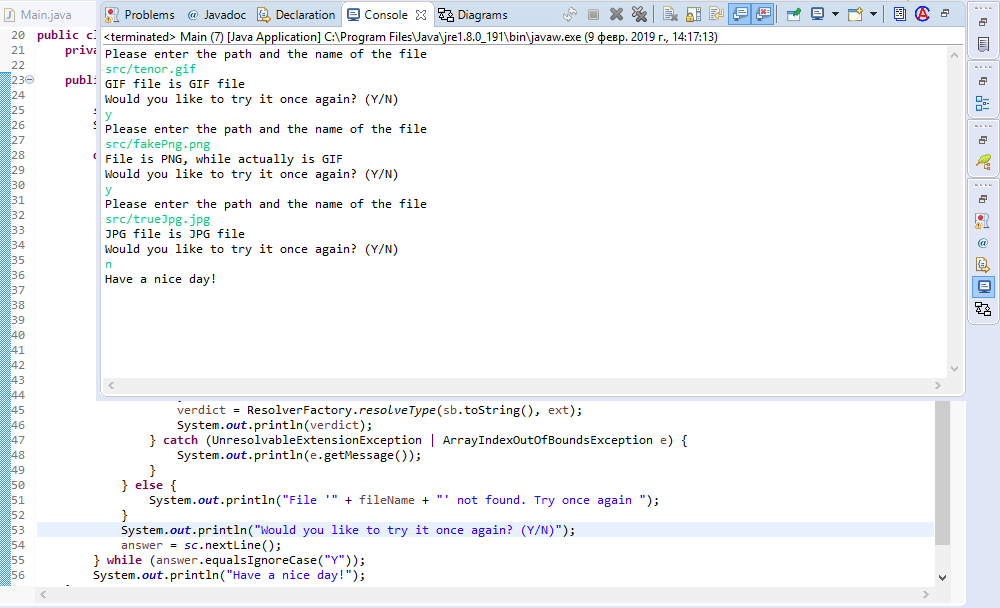 Main.java
Problems @ Javadoc Declaration Console Diagrams
<terminated> Main (7) [Java Application] C:\Program Files\Java\jre1.8.0_191\bin\javaw.exe (9 февр. 2019 г., 14:17:13)
Please enter the path and the name of the file
src/tenor.gif
GIF file is GIF file
Would you like to try it once again? (Y/N)
y
Please enter the path and the name of the file
src/fakePng.png
File is PNG, while actually is GIF
Would you like to try it once again? (Y/N)
y
Please enter the path and the name of the file
src/trueJpg.jpg
JPG file is JPG file
Would you like to try it once again? (Y/N)
n
Have a nice day!
20 public cl
21 priva
22
23 publi
24
25
26
27
28
29
30
31
32
33
34
35
36
37
38
39
40
41
42
43
44
45 verdict = ResolverFactory.resolveType(sb.toString(), ext);
46 System.out.println(verdict);
47 } catch (UnresolvableExtensionException | ArrayIndexOutOfBoundsException e) {
48 System.out.println(e.getMessage());
49 }
50 } else {
51 System.out.println("File '" + fileName + "' not found. Try once again ");
52 }
53 System.out.println("Would you like to try it once again? (Y/N)");
54 answer = sc.nextLine();
55 } while (answer.equalsIgnoreCase("Y"));
56 System.out.println("Have a nice day!");